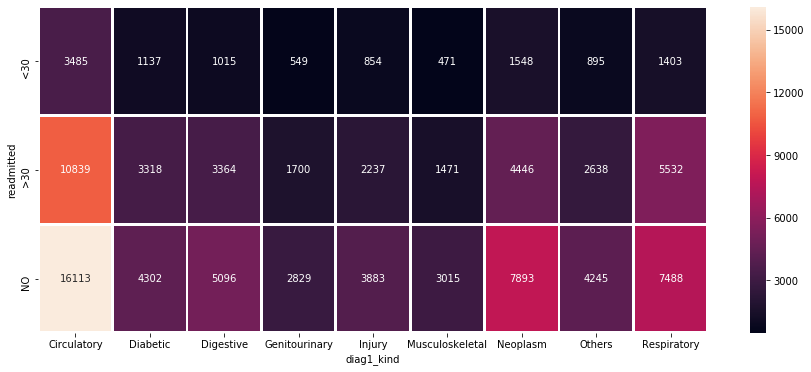 <30
3485 1137 1015 549 854 471 1548 895 1403
readmitted
>30
10839 3318 3364 1700 2237 1471 4446 2638 5532
NO
16113 4302 5096 2829 3883 3015 7893 4245 7488
Circulatory Diabetic Digestive Genitourinary Injury Musculoskeletal Neoplasm Others Respiratory
diag1_kind
15000
12000
9000
6000
3000